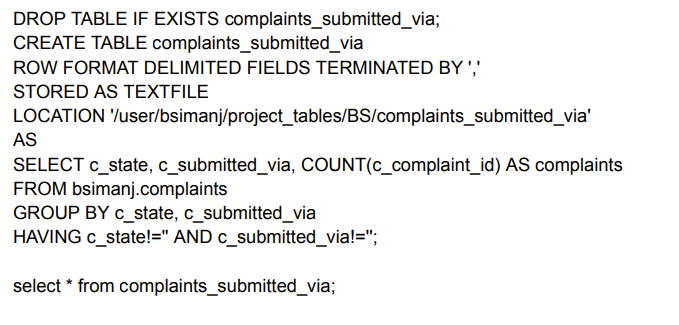 DROP TABLE IF EXISTS complaints_submitted_via;
CREATE TABLE complaints_submitted_via
ROW FORMAT DELIMITED FIELDS TERMINATED BY ','
STORED AS TEXTFILE
LOCATION '/user/bsimanj/project_tables/BS/complaints_submitted_via'
AS
SELECT c_state, c_submitted_via, COUNT(c_complaint_id) AS complaints
FROM bsimanj.complaints
GROUP BY c_state, c_submitted_via
HAVING c_state!='' AND c_submitted_via!='';
select * from complaints_submitted_via;